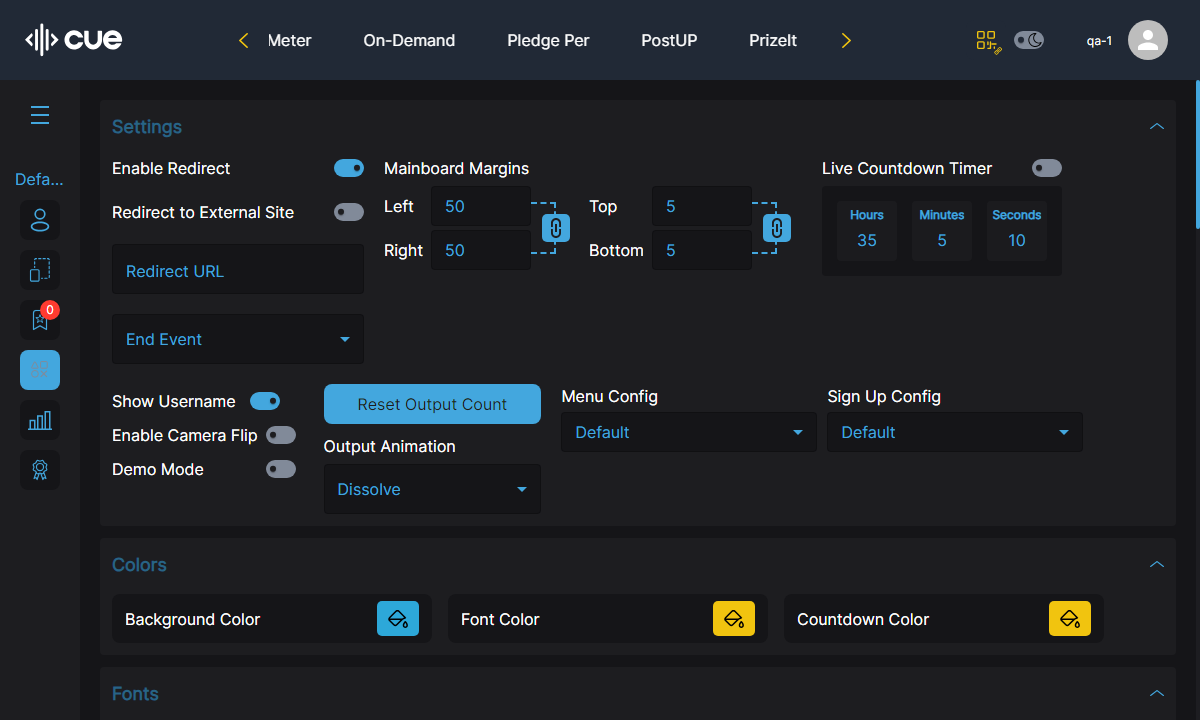 cue
Meter
On-Demand
Pledge Per
PostUP
PrizeIt
qa-1
Defa...
0
Settings
Enable Redirect
Redirect to External Site
Redirect URL
End Event
Mainboard Margins
Left
50
Right
50
Top
5
Bottom
5
Live Countdown Timer
Hours
35
Minutes
5
Seconds
10
Show Username
Enable Camera Flip
Demo Mode
Reset Output Count
Output Animation
Dissolve
Menu Config
Default
Sign Up Config
Default
Colors
Background Color
Font Color
Countdown Color
Fonts